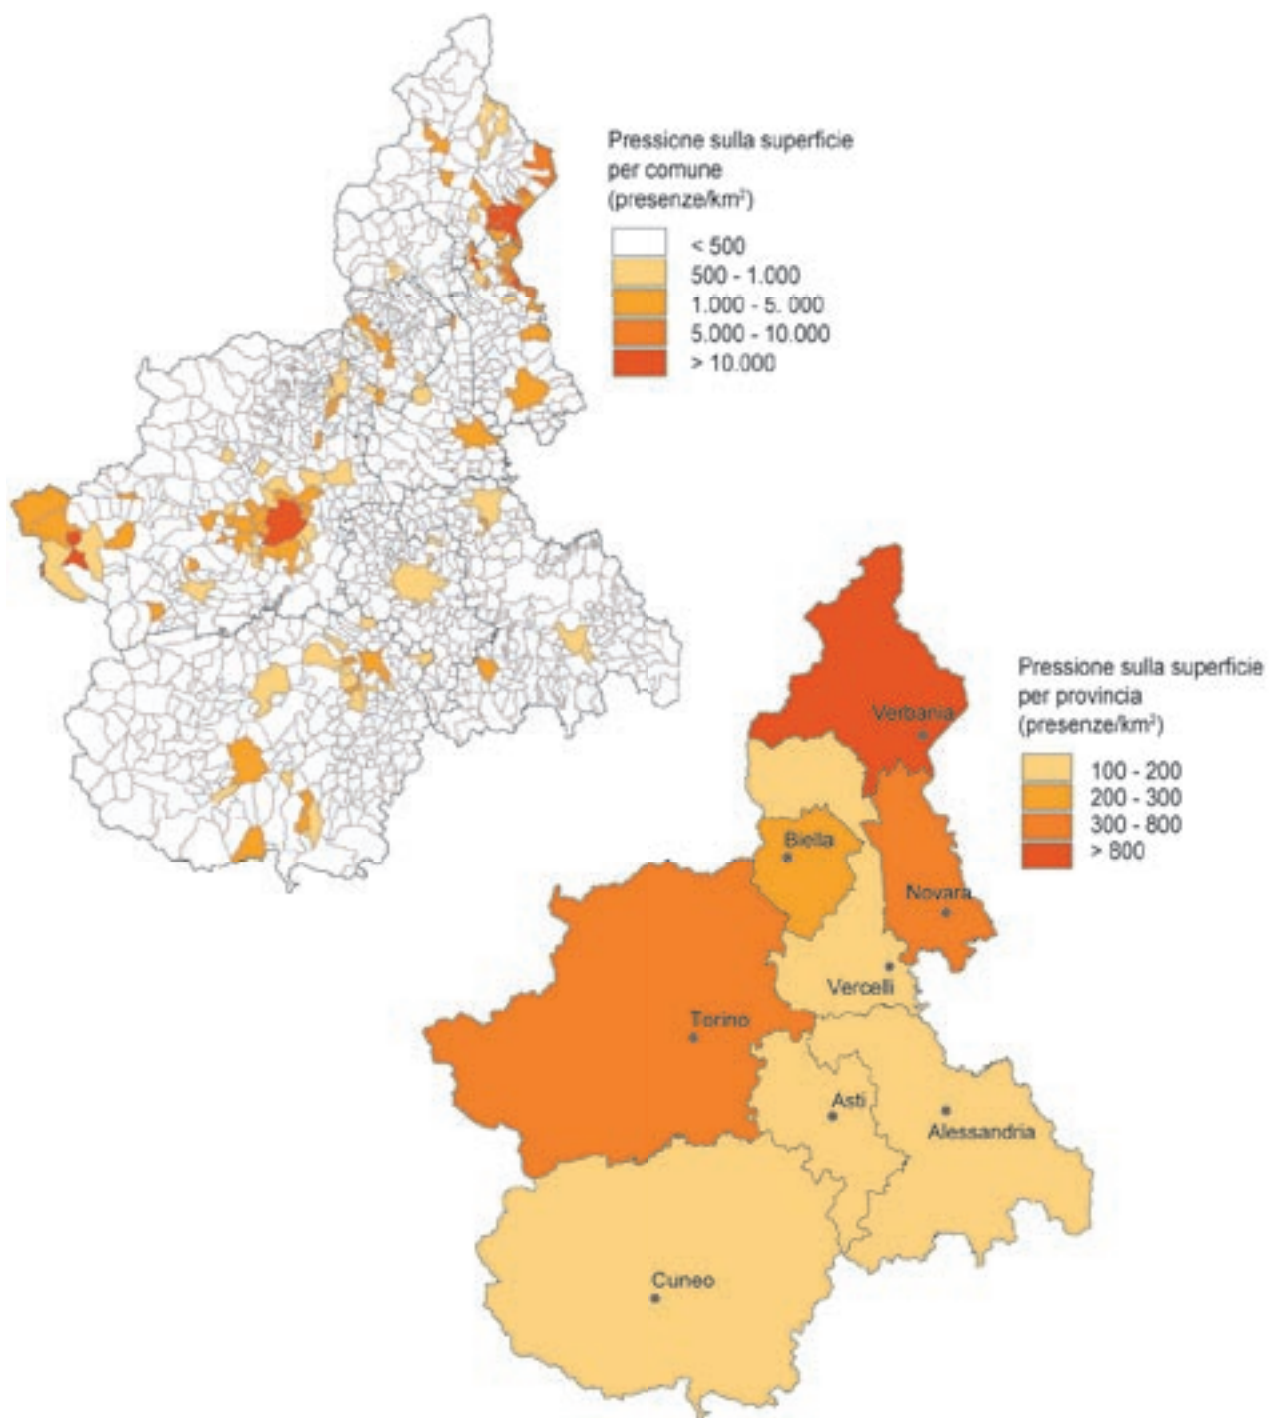 Pressione sulla superficie
per comune
(presenze/km²)
< 500
500 - 1.000
1.000 - 5. 000
5.000 - 10.000
> 10.000
Pressione sulla superficie
per provincia
(presenze/km²)
100 - 200
200 - 300
300 - 800
> 800
Verbania
Biella
Novara
Vercelli
Torino
Asti
Alessandria
Cuneo